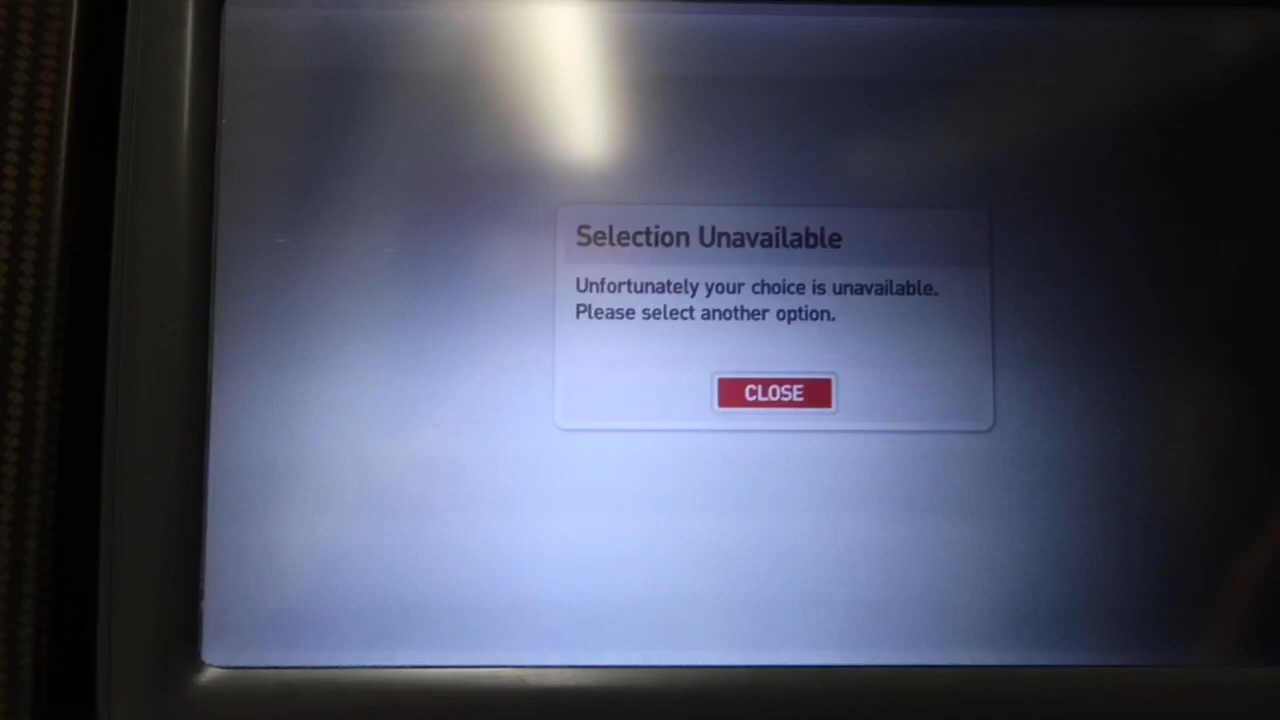 Selection Unavailable
Unfortunately your choice is unavailable.
Please select another option.
CLOSE